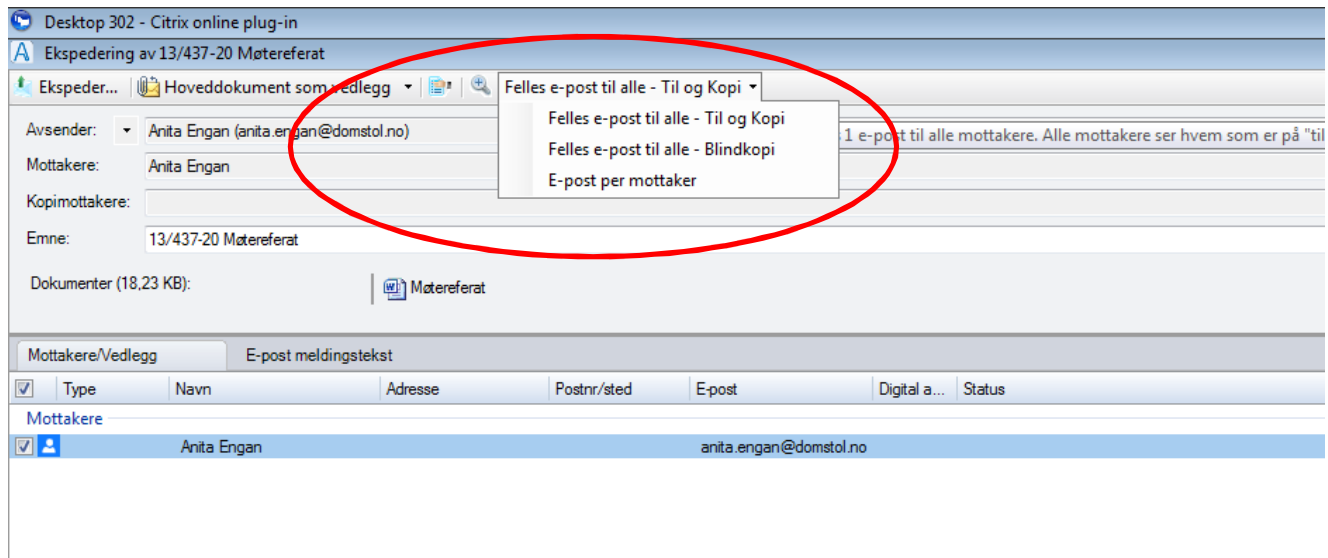 Desktop 302 - Citrix online plug-in
Ekspedering av 13/437-20 Møtereferat
Ekspeder... Hoveddokument som vedlegg Felles e-post til alle - Til og Kopi
Felles e-post til alle - Til og Kopi
Felles e-post til alle - Blindkopi
E-post per mottaker
Avsender: Anita Engan (anita.engan@domstol.no) 1 e-post til alle mottakere. Alle mottakere ser hvem som er på "til
Mottakere: Anita Engan
Kopimottakere:
Emne: 13/437-20 Møtereferat
Dokumenter (18,23 KB): Møtereferat
Mottakere/Vedlegg E-post meldingstekst
Type Navn Adresse Postnr/sted E-post Digital a... Status
Mottakere
Anita Engan anita.engan@domstol.no